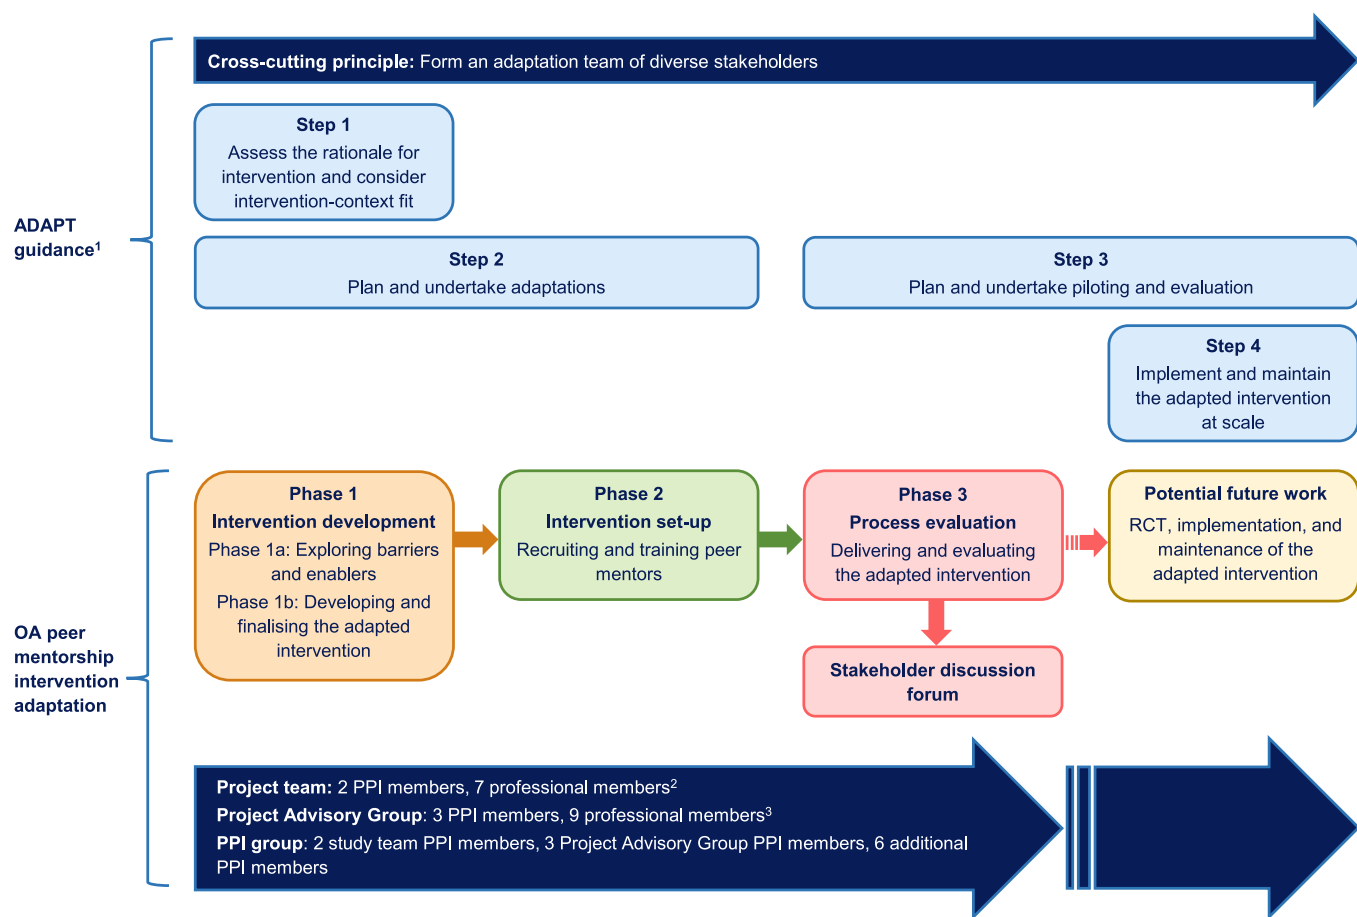 Cross-cutting principle: Form an adaptation team of diverse stakeholders
Step 1
Assess the rationale for
intervention and consider
intervention-context fit
ADAPT
guidance¹
Step 2
Plan and undertake adaptations
Step 3
Plan and undertake piloting and evaluation
Step 4
Implement and maintain
the adapted intervention
at scale
OA peer
mentorship
intervention
adaptation
Phase 1
Intervention development
Phase 1a: Exploring barriers
and enablers
Phase 1b: Developing and
finalising the adapted
intervention
Phase 2
Intervention set-up
Recruiting and training peer
mentors
Phase 3
Process evaluation
Delivering and evaluating
the adapted intervention
Potential future work
RCT, implementation, and
maintenance of the
adapted intervention
Stakeholder discussion
forum
Project team: 2 PPI members, 7 professional members²
Project Advisory Group: 3 PPI members, 9 professional members³
PPI group: 2 study team PPI members, 3 Project Advisory Group PPI members, 6 additional
PPI members